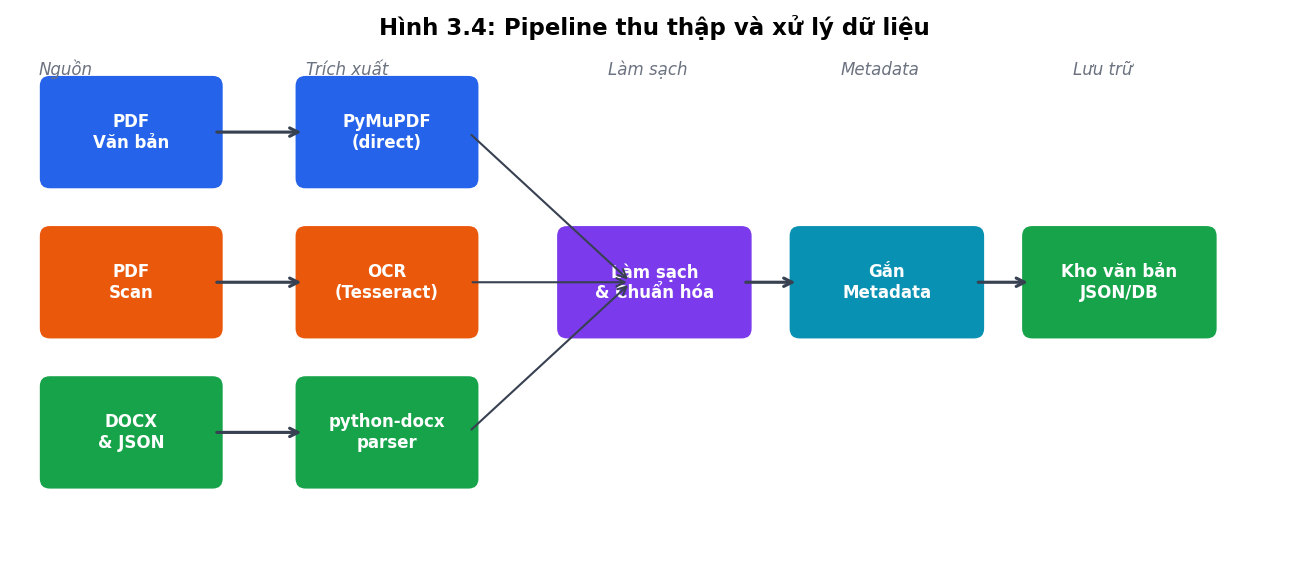 Hình 3.4: Pipeline thu thập và xử lý dữ liệu
Nguồn
Trích xuất
Làm sạch
Metadata
Lưu trữ
PDF
Văn bản
PyMuPDF
(direct)
PDF
Scan
OCR
(Tesseract)
Làm sạch
& chuẩn hóa
Gắn
Metadata
Kho văn bản
JSON/DB
DOCX
& JSON
python-docx
parser